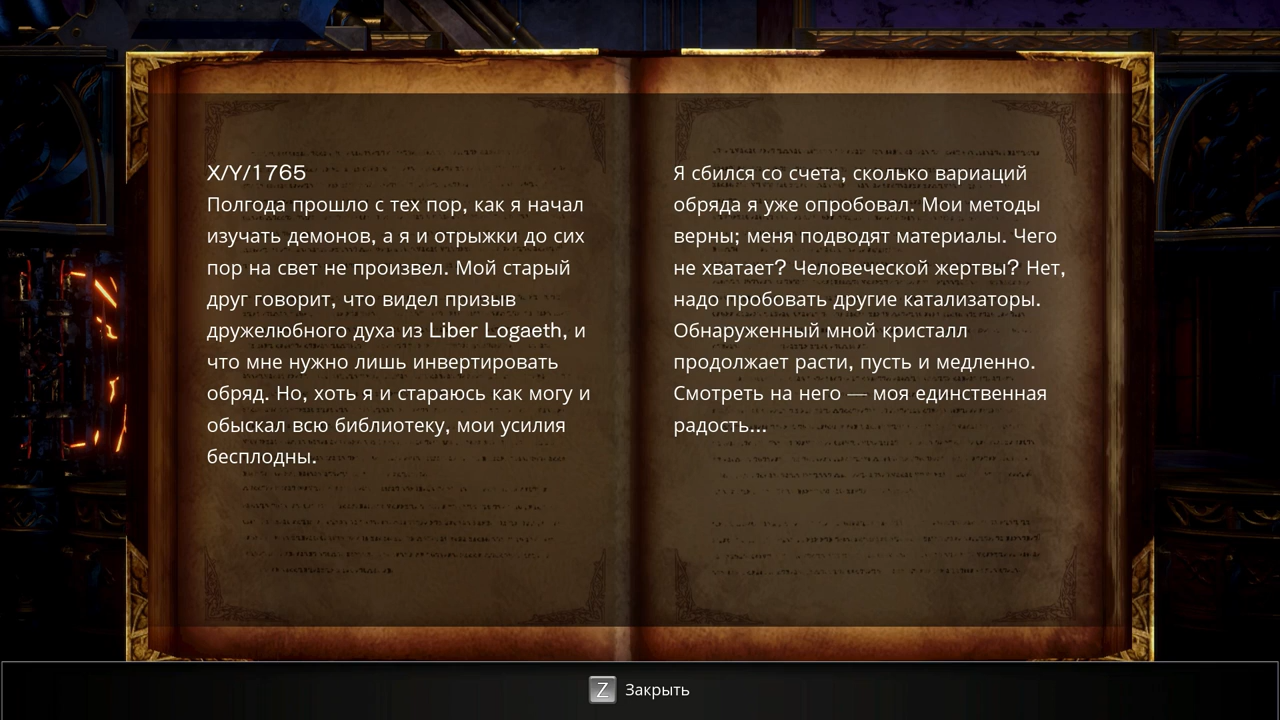 X/Y/1765
Полгода прошло с тех пор, как я начал
изучать демонов, а я и отрыжки до сих
пор на свет не произвел. Мой старый
друг говорит, что видел призыв
дружелюбного духа из Liber Logaeth, и
что мне нужно лишь инвертировать
обряд. Но, хоть я и стараюсь как могу и
обыскал всю библиотеку, мои усилия
бесплодны.
Я сбился со счета, сколько вариаций
обряда я уже опробовал. Мои методы
верны; меня подводят материалы. Чего
не хватает? Человеческой жертвы? Нет,
надо пробовать другие катализаторы.
Обнаруженный мной кристалл
продолжает расти, пусть и медленно.
Смотреть на него — моя единственная
радость...
Z Закрыть